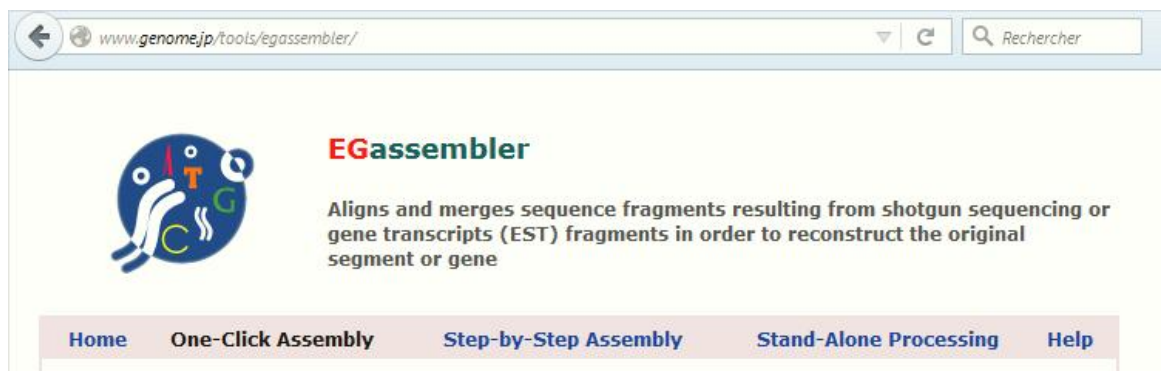 www.genome.jp/tools/egassembler/ Rechercher
A T G C
EGassembler
Aligns and merges sequence fragments resulting from shotgun sequencing or
gene transcripts (EST) fragments in order to reconstruct the original
segment or gene
Home One-Click Assembly Step-by-Step Assembly Stand-Alone Processing Help